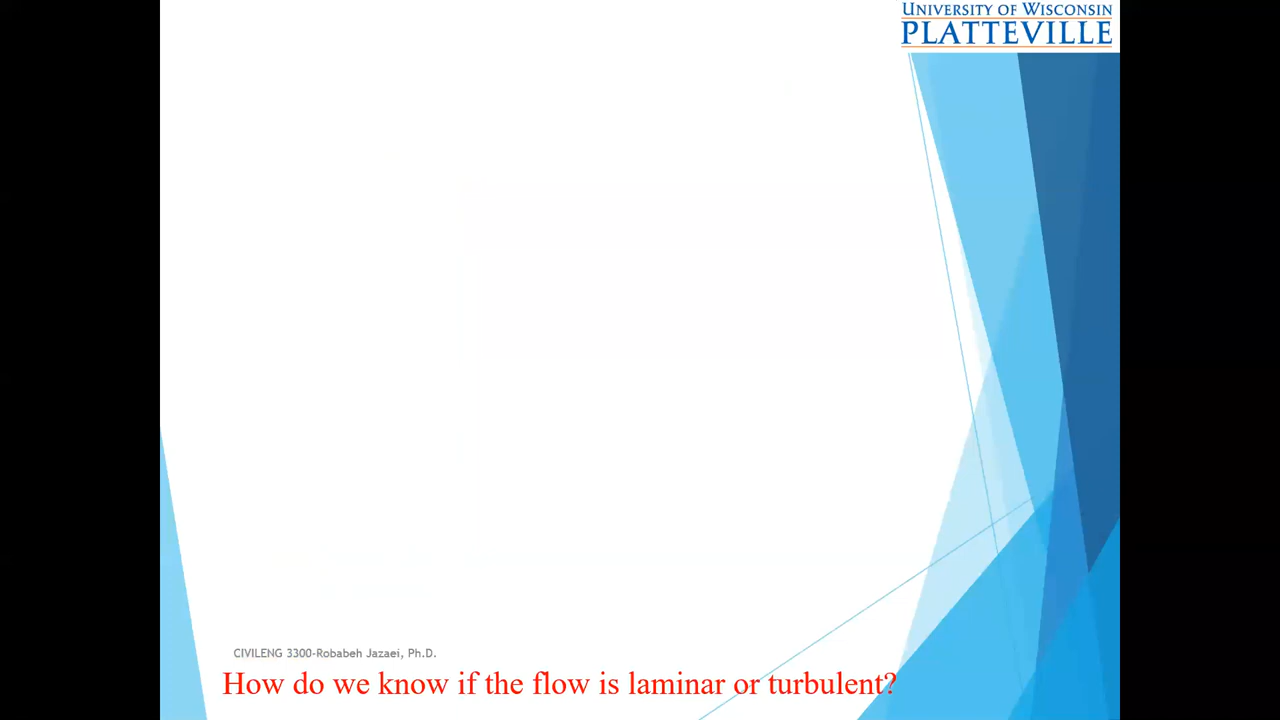 UNIVERSITY OF WISCONSIN
PLATTEVILLE
CIVILENG 3300-Robabeh Jazaei, Ph.D.
How do we know if the flow is laminar or turbulent?